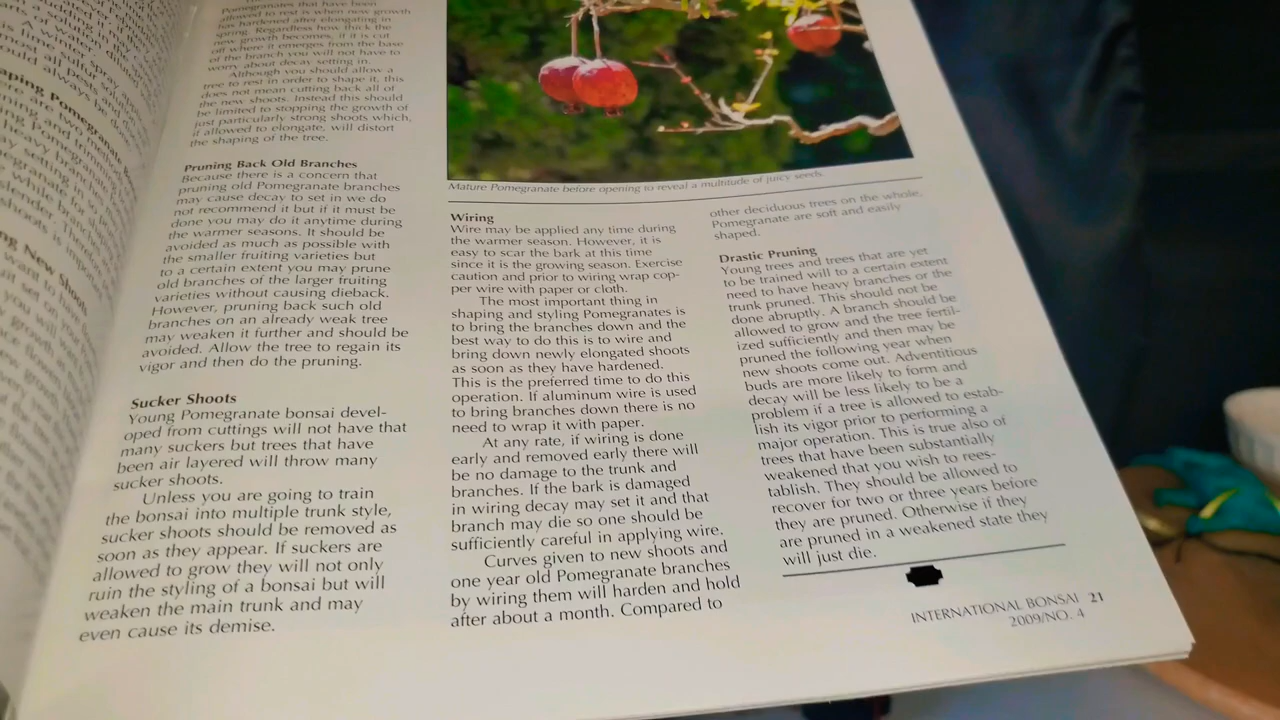 Pomegranates that have been
allowed to rest is when new growth
has hardened after elongating in
spring. Regardless how thick the
new growth becomes, if it is cut
off where it emerges from the base
of the branch you will not have to
worry about decay setting in.
Although you should allow a
tree to rest in order to shape it, this
does not mean cutting back all of
the new shoots. Instead this should
be limited to stopping the growth of
just particularly strong shoots which,
if allowed to elongate, will distort
the shaping of the tree.
Pruning Back Old Branches
Because there is a concern that
pruning old Pomegranate branches
may cause decay to set in we do
not recommend it but if it must be
done you may do it anytime during
the warmer seasons. It should be
avoided as much as possible with
the smaller fruiting varieties but
to a certain extent you may prune
old branches of the larger fruiting
varieties without causing dieback.
However, pruning back such old
branches on an already weak tree
may weaken it further and should be
avoided. Allow the tree to regain its
vigor and then do the pruning.
Sucker Shoots
Young Pomegranate bonsai devel-
oped from cuttings will not have that
many suckers but trees that have
been air layered will throw many
sucker shoots.
Unless you are going to train
the bonsai into multiple trunk style,
sucker shoots should be removed as
soon as they appear. If suckers are
allowed to grow they will not only
ruin the styling of a bonsai but will
weaken the main trunk and may
even cause its demise.
Mature Pomegranate before opening to reveal a multitude of juicy seeds.
Wiring
Wire may be applied any time during
the warmer season. However, it is
easy to scar the bark at this time
since it is the growing season. Exercise
caution and prior to wiring wrap cop-
per wire with paper or cloth.
The most important thing in
shaping and styling Pomegranates is
to bring the branches down and the
best way to do this is to wire and
bring down newly elongated shoots
as soon as they have hardened.
This is the preferred time to do this
operation. If aluminum wire is used
to bring branches down there is no
need to wrap it with paper.
At any rate, if wiring is done
early and removed early there will
be no damage to the trunk and
branches. If the bark is damaged
in wiring decay may set it and that
branch may die so one should be
sufficiently careful in applying wire.
Curves given to new shoots and
one year old Pomegranate branches
by wiring them will harden and hold
after about a month. Compared to
other deciduous trees on the whole,
Pomegranate are soft and easily
shaped.
Drastic Pruning
Young trees and trees that are yet
to be trained will to a certain extent
need to have heavy branches or the
trunk pruned. This should not be
done abruptly. A branch should be
allowed to grow and the tree fertil-
ized sufficiently and then may be
pruned the following year when
new shoots come out. Adventitious
buds are more likely to form and
decay will be less likely to be a
problem if a tree is allowed to estab-
lish its vigor prior to performing a
major operation. This is true also of
trees that have been substantially
weakened that you wish to rees-
tablish. They should be allowed to
recover for two or three years before
they are pruned. Otherwise if they
are pruned in a weakened state they
will just die.
INTERNATIONAL BONSAI 21
2009/NO. 4